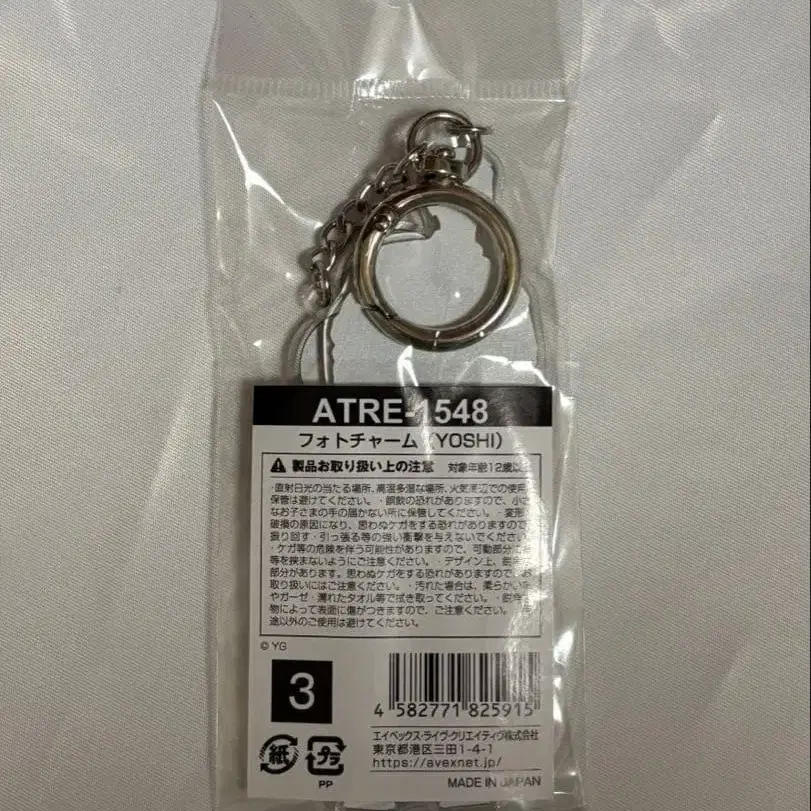 ATRE-1548
フォトチャーム（YOSHI）
製品お取り扱い上の注意 対象年齢12歳以
・直射日光の当たる場所、高温多湿な場所、火気周辺での使用
保管は避けてください。・誤飲の恐れがありますので、小さ
なお子さまの手の届かない所に保管してください。・変形
破損の原因になり、思わぬケガをする恐れがありますので
振り回す・引っ張る等の強い衝撃を与えないでくださ
・ケガ等の危険を伴う可能性がありますので、可動部分に
等を挟まないようにご注意ください。・デザイン上、鋭
部分があります。思わぬケガをする恐れがありますのでお
取り扱いにはご注意ください。・汚れた場合は、柔らかい
やガーゼ・濡れたタオル等で拭き取ってください。・鋭
物によって表面に傷がつきますので、ご注意ください。
途以外のご使用は避けてください。
© YG
3
4 582771 825915
エイベックス・ライヴ・クリエイティヴ株式会社
東京都港区三田1-4-1
https://avexnet.jp/
紙
プラ
PP
MADE IN JAPAN